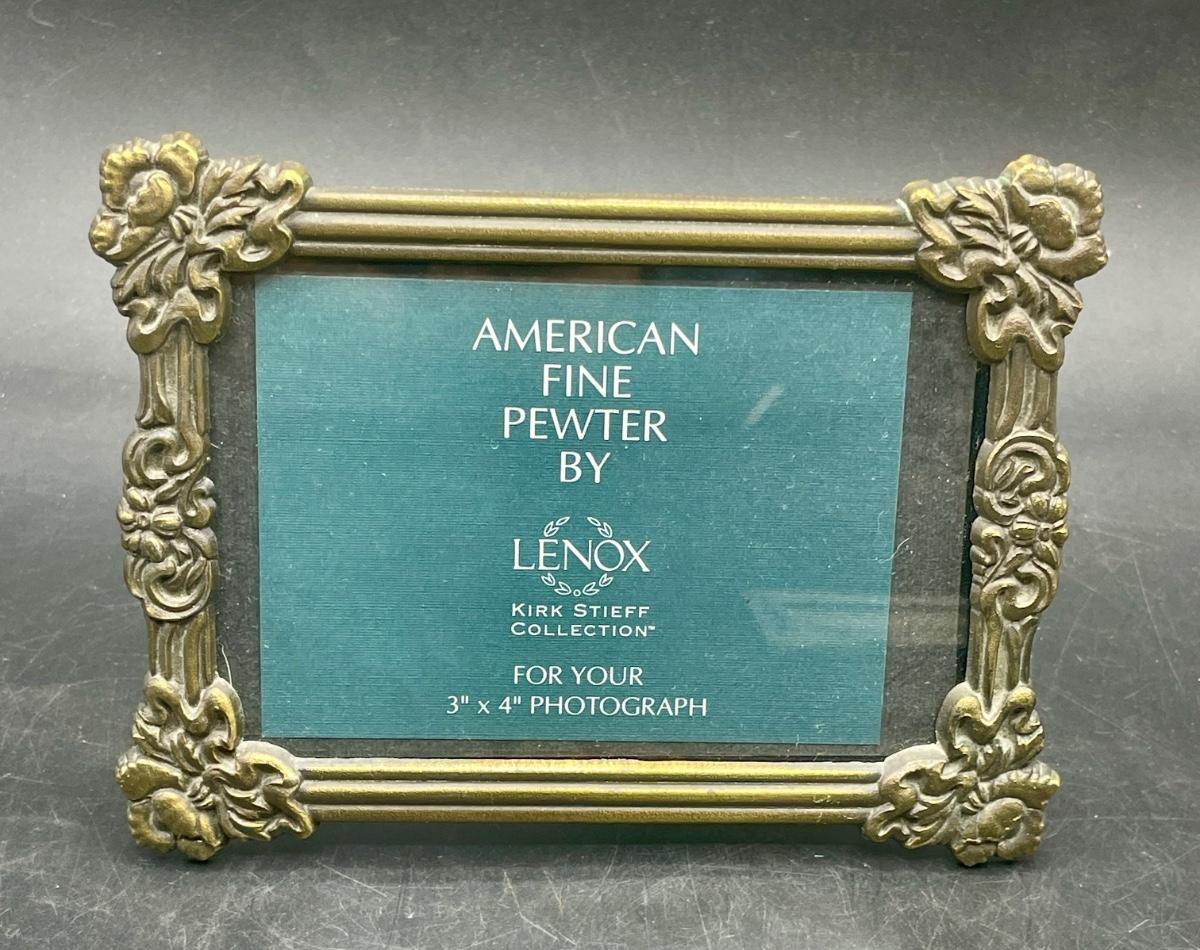 AMERICAN
FINE
PEWTER
BY
LENOX
KIRK STIEFF
COLLECTION™
FOR YOUR
3" x 4" PHOTOGRAPH